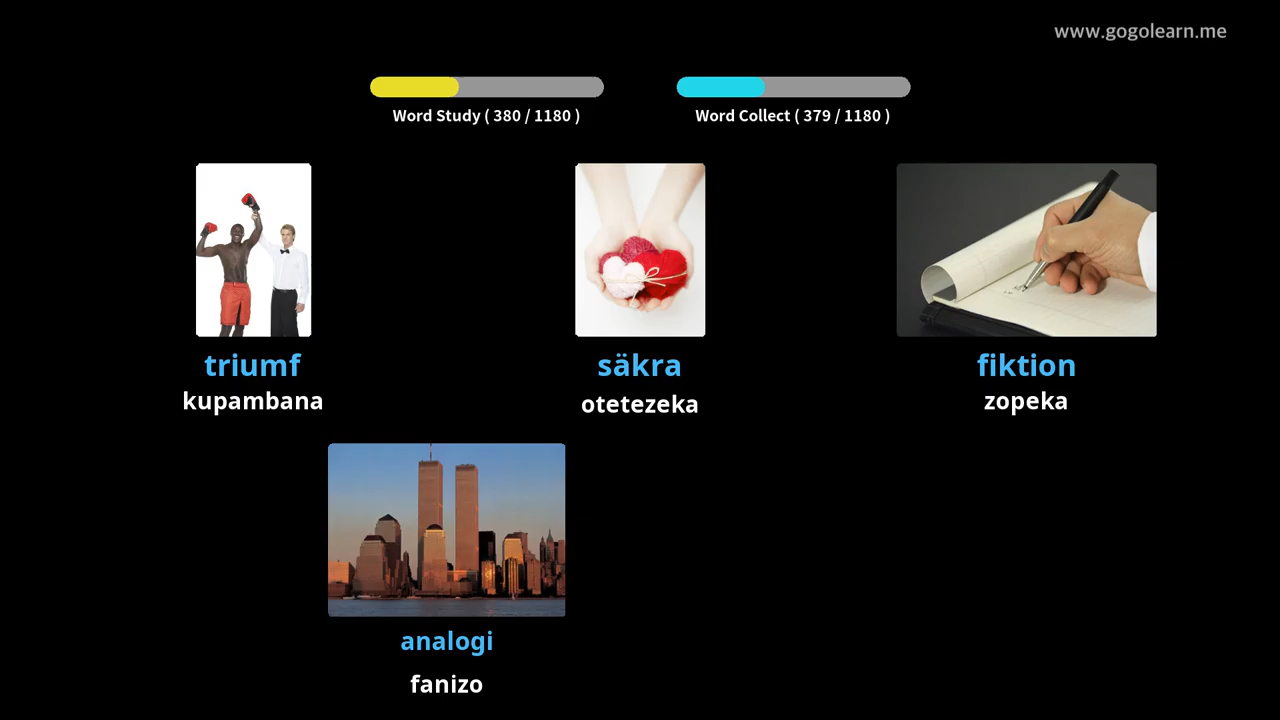 www.gogolearn.me
Word Study ( 380 / 1180 )
Word Collect ( 379 / 1180 )
triumf
kupambana
säkra
otetezeka
fiktion
zopeka
analogi
fanizo